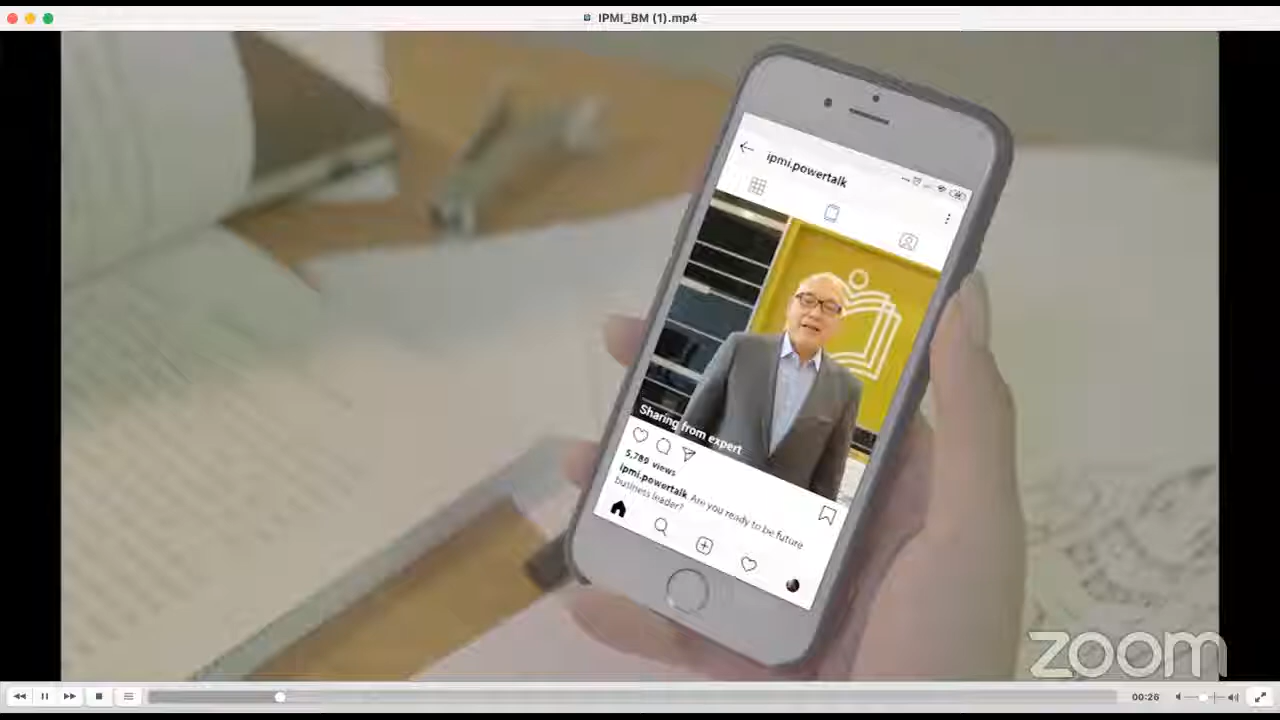 IPMI_BM (1).mp4
ipmi.powertalk
Sharing from expert
5,789 views
ipmi.powertalk Are you ready to be future
business leader?
zoom
00:26